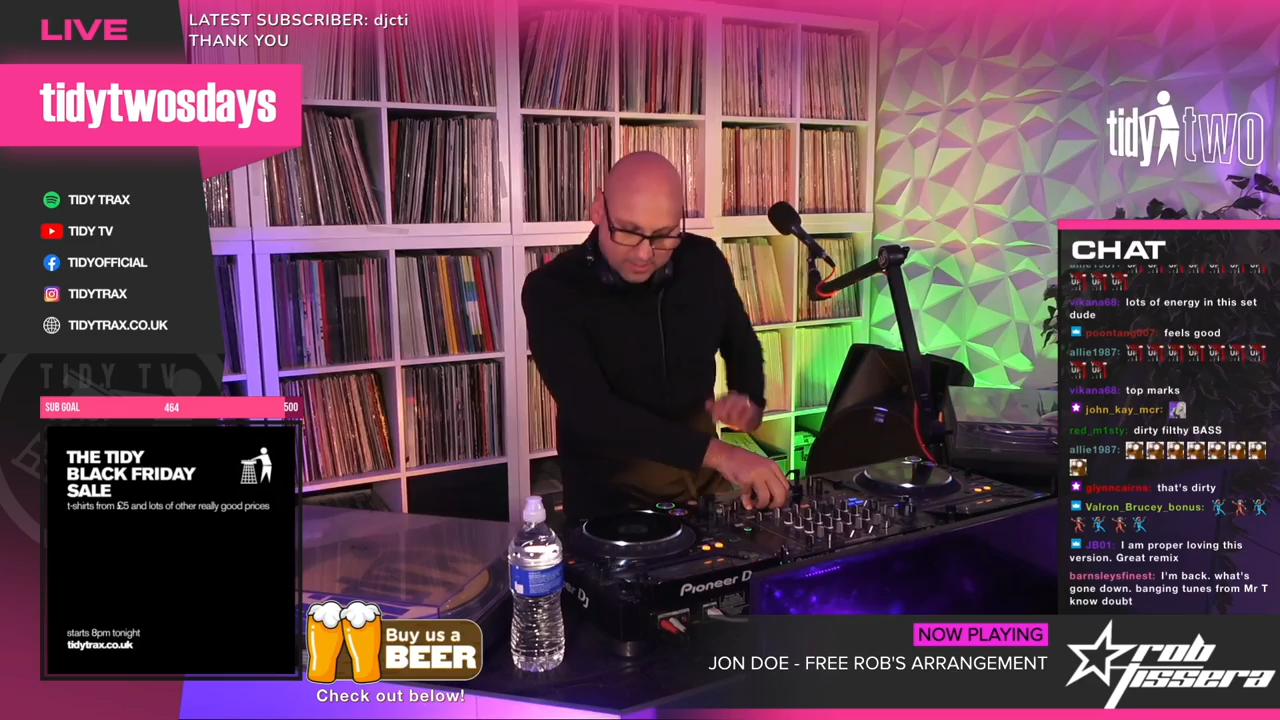 LIVE
LATEST SUBSCRIBER: djcti
THANK YOU
tidytwosdays
tidy two
TIDY TRAX
TIDY TV
TIDYOFFICIAL
TIDYTRAX
TIDYTRAX.CO.UK
TIDY TV
SUB GOAL 464 500
THE TIDY
BLACK FRIDAY
SALE
t-shirts from £5 and lots of other really good prices
starts 8pm tonight
tidytrax.co.uk
Buy us a
BEER
Check out below!
Pioneer DJ
CHAT
allie1987:
vikana68: lots of energy in this set
dude
poontang007: feels good
allie1987:
vikana68: top marks
john_kay_mcr:
red_m1sty: dirty filthy BASS
allie1987:
glynncairns: that's dirty
Valron_Brucey_bonus:
JB01: I am proper loving this
version. Great remix
barnsleysfinest: I'm back. what's
gone down. banging tunes from Mr T
know doubt
NOW PLAYING
JON DOE - FREE ROB'S ARRANGEMENT
rob
tissera